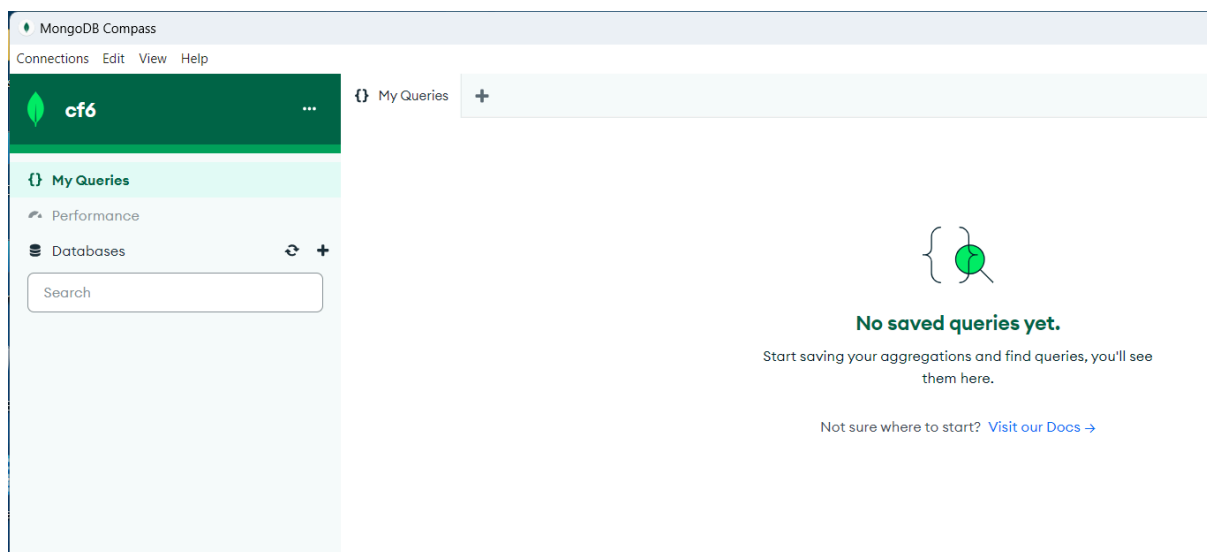 MongoDB Compass
Connections Edit View Help
cf6
{} My Queries
Performance
Databases
Search
{} My Queries
No saved queries yet.
Start saving your aggregations and find queries, you'll see
them here.
Not sure where to start? Visit our Docs →